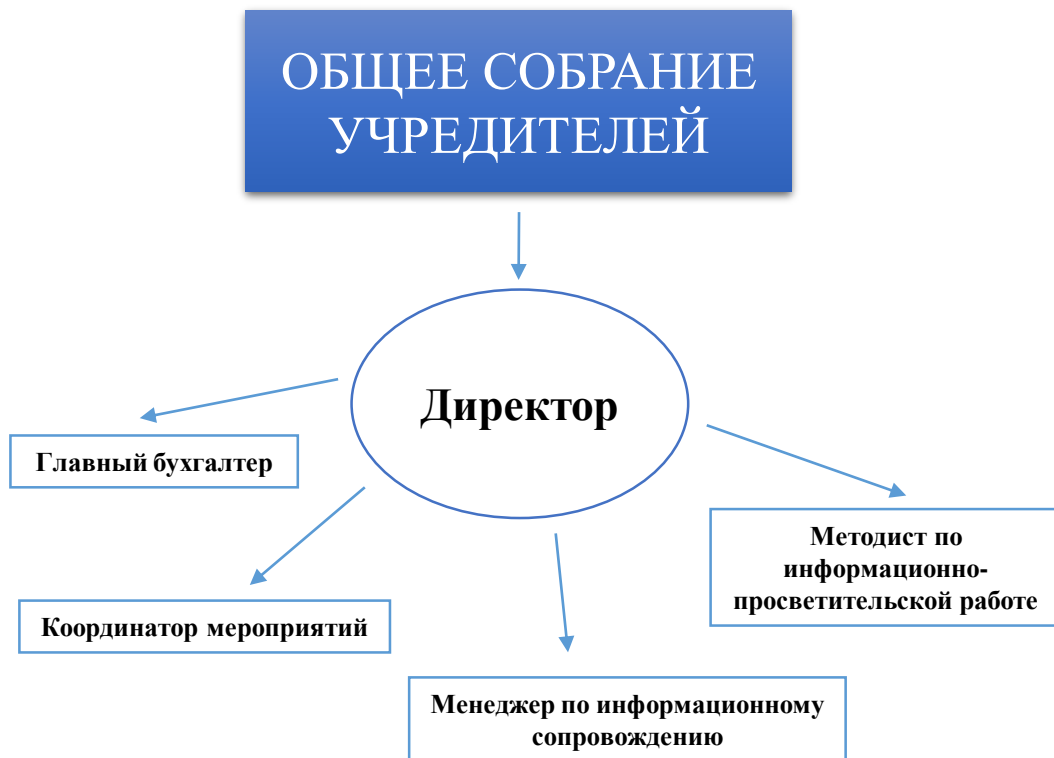 ОБЩЕЕ СОБРАНИЕ
УЧРЕДИТЕЛЕЙ
Директор
Главный бухгалтер
Координатор мероприятий
Менеджер по информационному
сопровождению
Методист по
информационно-
просветительской работе